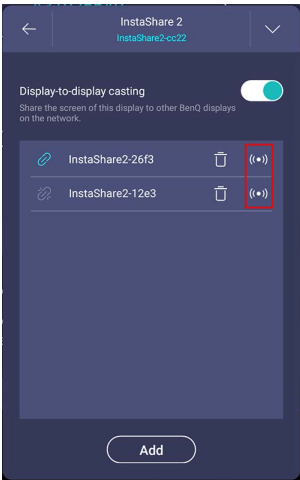 InstaShare 2
InstaShare2-cc22
Display-to-display casting
Share the screen of this display to other BenQ displays
on the network.
InstaShare2-26f3
InstaShare2-12e3
Add